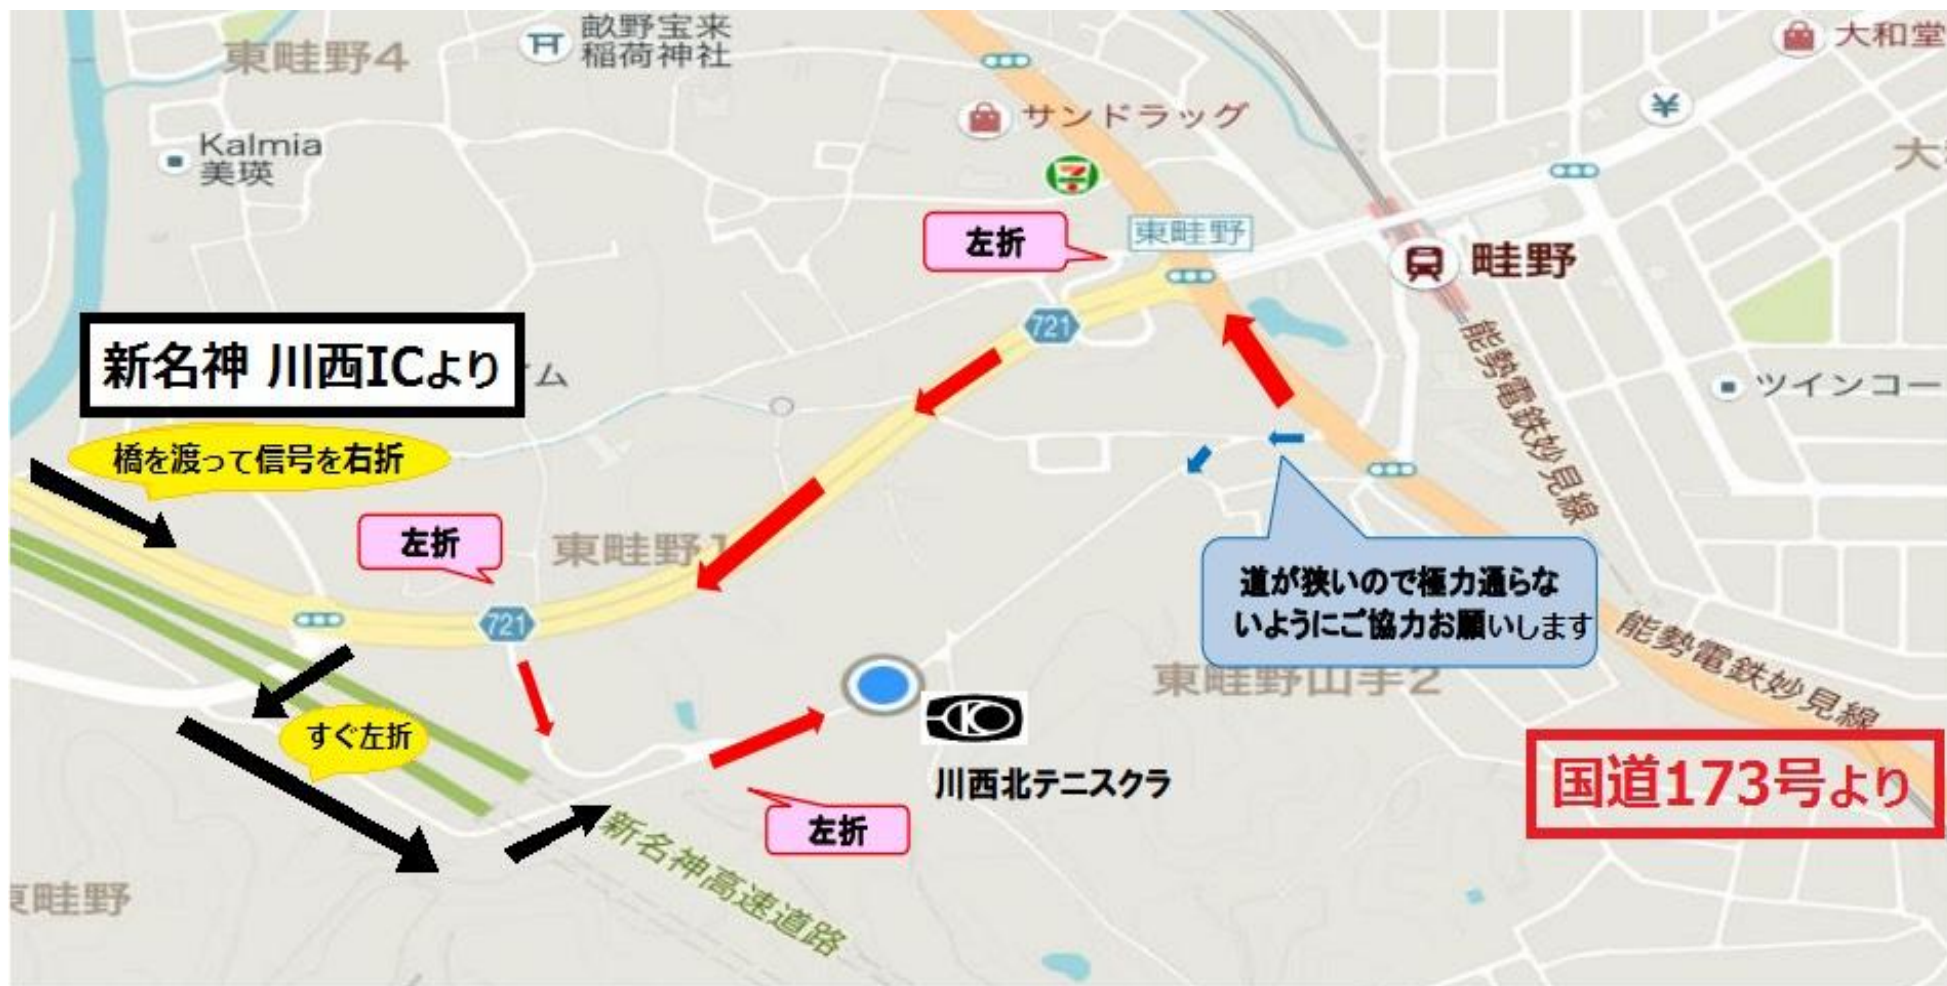 東畦野4
畝野宝来
稲荷神社
大和堂
サンドラッグ
Kalmia
美瑛
大
左折
東畦野
畦野
721
新名神 川西ICより
ム
能勢電鉄妙見線
ツインコー
橋を渡って信号を右折
左折
東畦野1
721
道が狭いので極力通らな
いようにご協力お願いします
能勢電鉄妙見線
東畦野山手2
すぐ左折
川西北テニスクラ
国道173号より
左折
新名神高速道路
東畦野